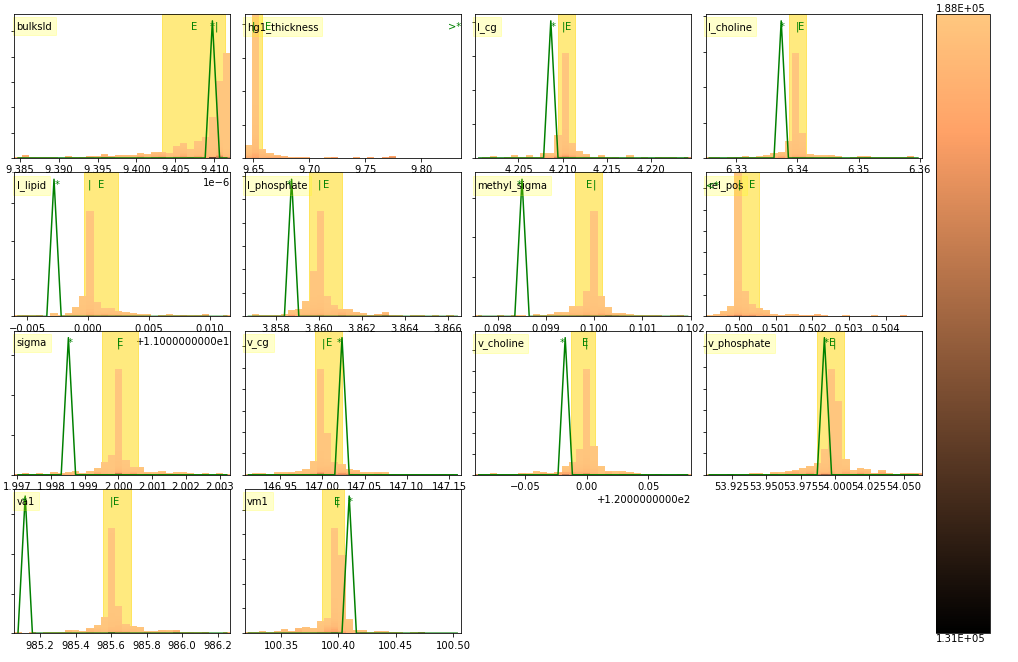 1.88E+05
bulksld E *||
hg1_thickness | E >*
l_cg * |E
l_choline * |E
9.385 9.390 9.395 9.400 9.405 9.410
1e−6
9.65 9.70 9.75 9.80
4.205 4.210 4.215 4.220
6.33 6.34 6.35 6.36
l_lipid * | E
l_phosphate * |E
methyl_sigma * E|
rel_pos <* | E
−0.005 0.000 0.005 0.010
+1.1000000000e1
3.858 3.860 3.862 3.864 3.866
0.098 0.099 0.100 0.101 0.102
0.500 0.501 0.502 0.503 0.504
sigma * E
v_cg |E *
v_choline * E
v_phosphate *E|
1.997 1.998 1.999 2.000 2.001 2.002 2.003
146.95 147.00 147.05 147.10 147.15
−0.05 0.00 0.05
+1.2000000000e2
53.925 53.950 53.975 54.000 54.025 54.050
va1 * |E
vm1 E *
985.2 985.4 985.6 985.8 986.0 986.2
100.35 100.40 100.45 100.50
1.31E+05